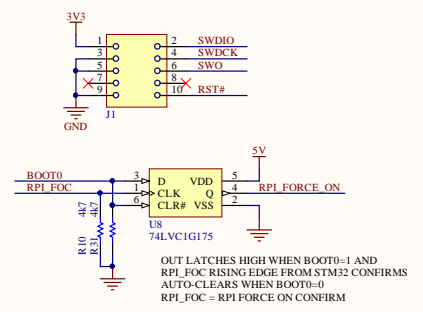 3V3
1 2 SWDIO
3 4 SWDCK
5 6 SWO
7 8
9 10 RST#
GND J1
5V
BOOT0 3 D VDD 5
RPI_FOC 1 CLK Q 4 RPI_FORCE_ON
6 CLR# VSS 2
4k7 4k7
R10 R31
U8
74LVC1G175
OUT LATCHES HIGH WHEN BOOT0=1 AND
RPI_FOC RISING EDGE FROM STM32 CONFIRMS
AUTO-CLEARS WHEN BOOT0=0
RPI_FOC = RPI FORCE ON CONFIRM